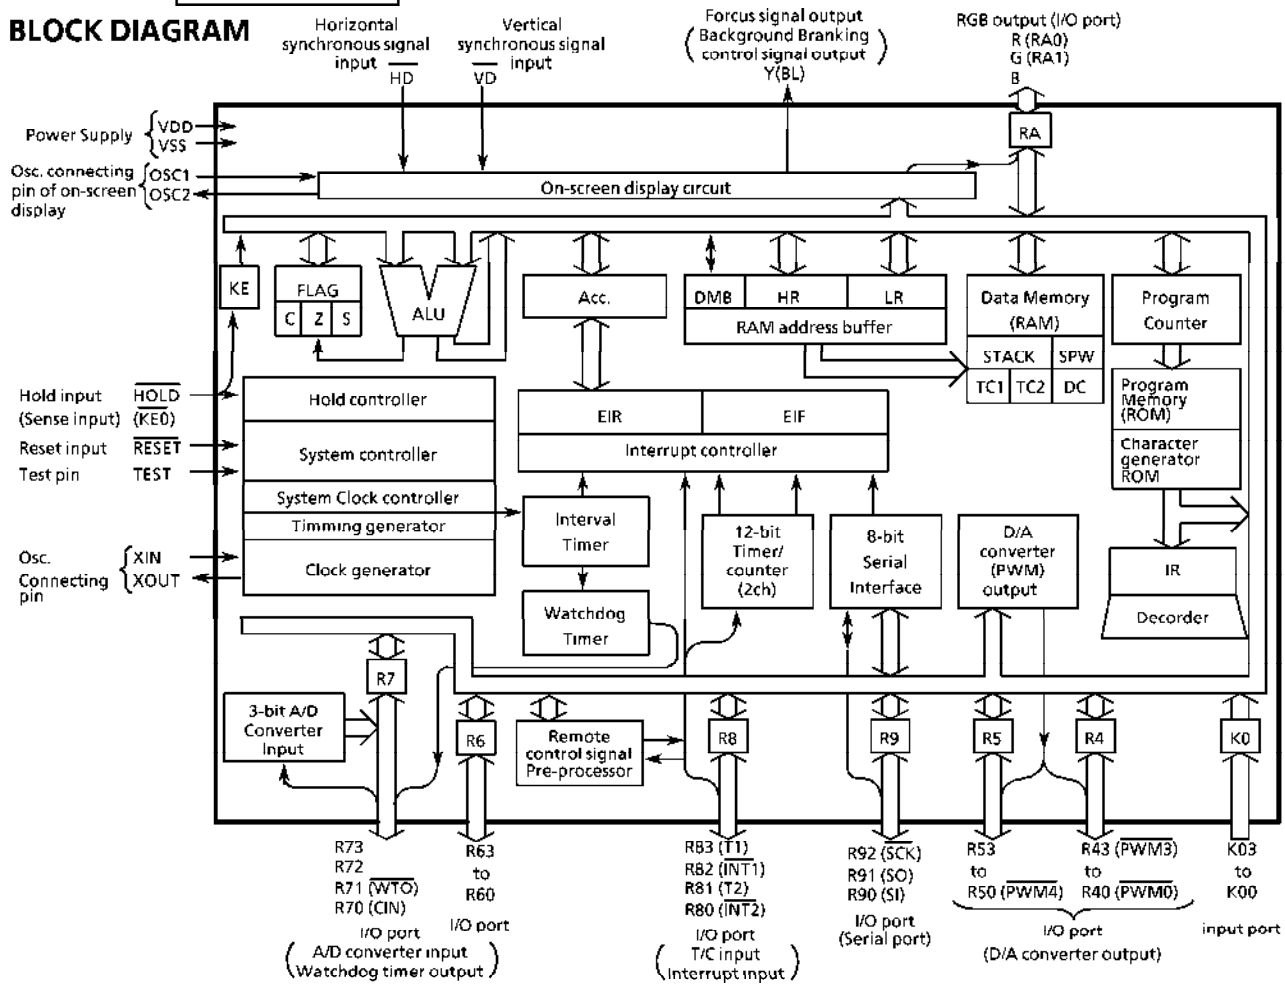 BLOCK DIAGRAM
Horizontal
synchronous signal
input
HD
Vertical
synchronous signal
input
VD
Forcus signal output
(Background Branking
control signal output)
Y(BL)
RGB output (I/O port)
R (RA0)
G (RA1)
B
Power Supply
VDD
VSS
RA
Osc. connecting
pin of on-screen
display
OSC1
OSC2
On-screen display circuit
KE
FLAG
C Z S
ALU
Acc.
DMB HR LR
RAM address buffer
Data Memory
(RAM)
STACK SPW
TC1 TC2 DC
Program
Counter
Program
Memory
(ROM)
Character
generator
ROM
Hold input HOLD
(Sense input) (KE0)
Reset input RESET
Test pin TEST
Hold controller
System controller
System Clock controller
Timming generator
Clock generator
EIR EIF
Interrupt controller
Osc.
Connecting
pin
XIN
XOUT
Interval
Timer
Watchdog
Timer
12-bit
Timer/
counter
(2ch)
8-bit
Serial
Interface
D/A
converter
(PWM)
output
IR
Decorder
R7
3-bit A/D
Converter
Input
R6
Remote
control signal
Pre-processor
R8
R9
R5
R4
K0
R73
R72
R71 (WTO)
R70 (CIN)
I/O port
(A/D converter input
Watchdog timer output)
R63
to
R60
I/O port
R83 (T1)
R82 (INT1)
R81 (T2)
R80 (INT2)
I/O port
(T/C input
Interrupt input)
R92 (SCK)
R91 (SO)
R90 (SI)
I/O port
(Serial port)
R53
to
R50 (PWM4)
R43 (PWM3)
to
R40 (PWM0)
I/O port
(D/A converter output)
K03
to
K00
input port